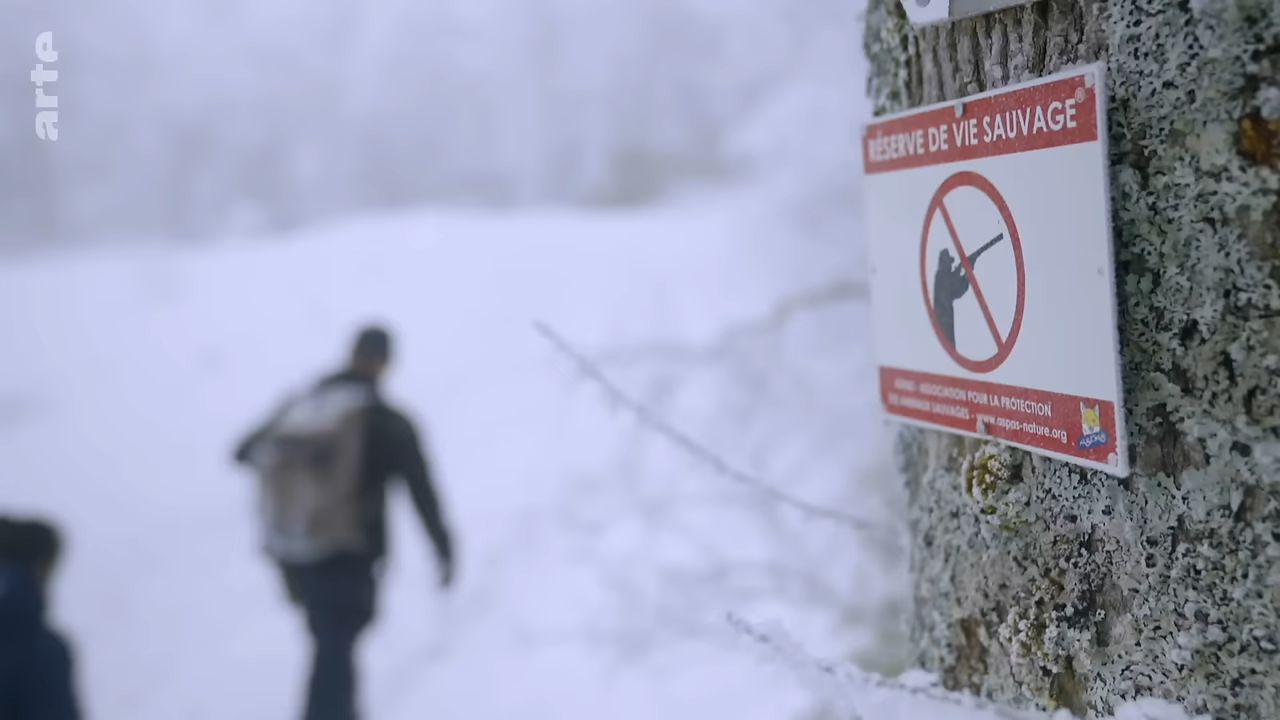 arte
RÉSERVE DE VIE SAUVAGE®
ASPAS - ASSOCIATION POUR LA PROTECTION
DES ANIMAUX SAUVAGES - www.aspas-nature.org
ASPAS